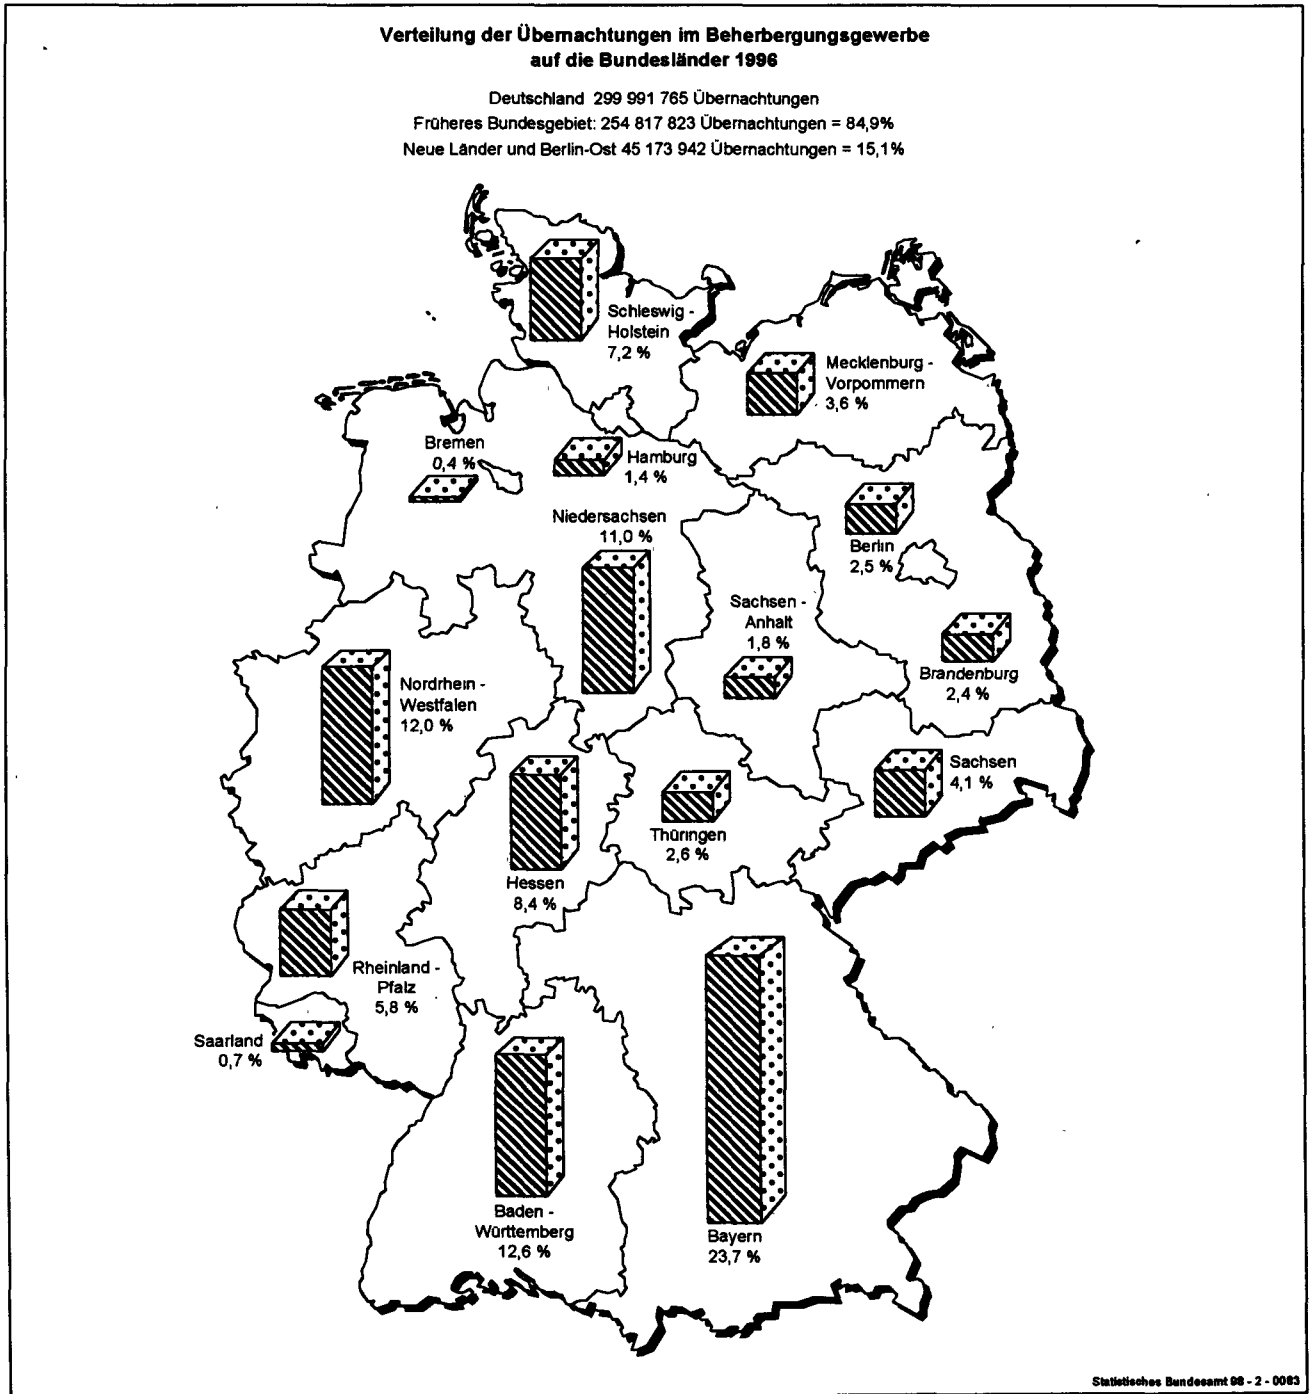 Verteilung der Übernachtungen im Beherbergungsgewerbe
auf die Bundesländer 1996
Deutschland 299 991 765 Übernachtungen
Früheres Bundesgebiet: 254 817 823 Übernachtungen = 84,9%
Neue Länder und Berlin-Ost 45 173 942 Übernachtungen = 15,1%
Schleswig -
Holstein
7,2 %
Mecklenburg -
Vorpommern
3,6 %
Bremen
0,4 %
Hamburg
1,4 %
Niedersachsen
11,0 %
Berlin
2,5 %
Sachsen -
Anhalt
1,8 %
Brandenburg
2,4 %
Nordrhein -
Westfalen
12,0 %
Sachsen
4,1 %
Thüringen
2,6 %
Hessen
8,4 %
Rheinland -
Pfalz
5,8 %
Saarland
0,7 %
Baden -
Württemberg
12,6 %
Bayern
23,7 %
Statistisches Bundesamt 98 - 2 - 0083